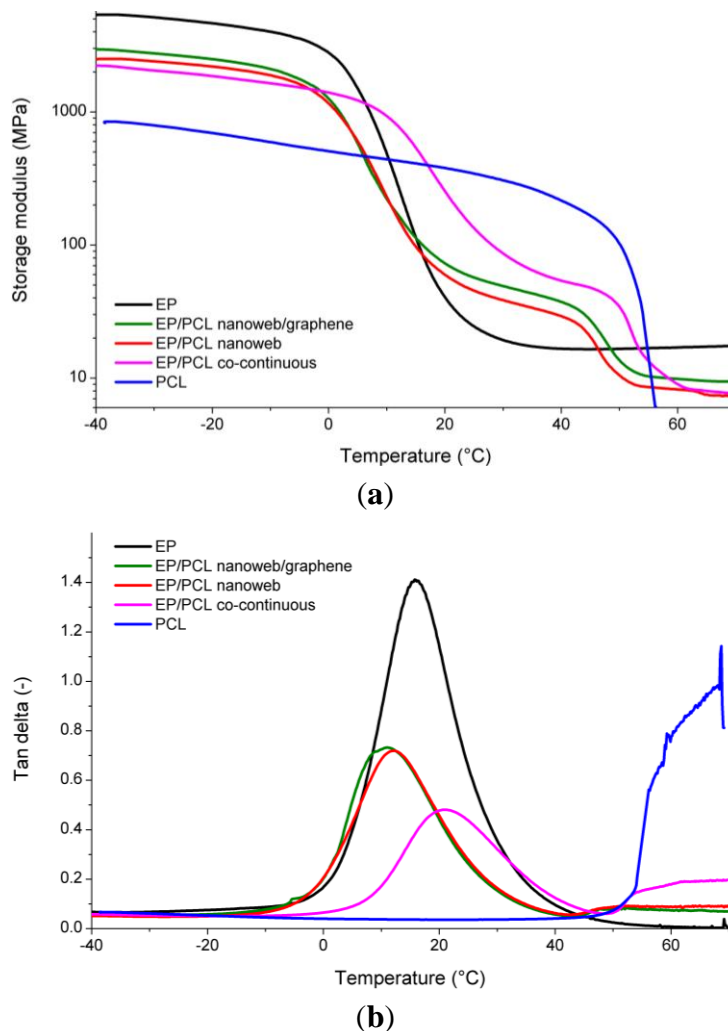 Storage modulus (MPa)
1000
100
10
EP
EP/PCL nanoweb/graphene
EP/PCL nanoweb
EP/PCL co-continuous
PCL
-40 -20 0 20 40 60
Temperature (°C)
(a)
Tan delta (-)
1.4
1.2
1.0
0.8
0.6
0.4
0.2
0.0
EP
EP/PCL nanoweb/graphene
EP/PCL nanoweb
EP/PCL co-continuous
PCL
-40 -20 0 20 40 60
Temperature (°C)
(b)